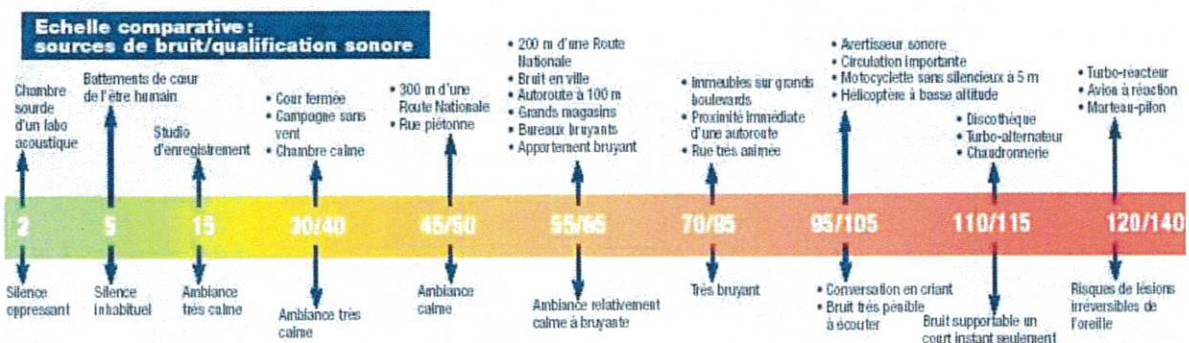 Echelle comparative :
sources de bruit/qualification sonore
Chambre
sourde
d'un labo
acoustique
Battements de cœur
de l'être humain
Studio
d'enregistrement
• Cour fermée
• Campagne sans
vent
• Chambre calme
• 300 m d'une
Route Nationale
• Rue piétonne
• 200 m d'une Route
Nationale
• Bruit en ville
• Autoroute à 100 m
• Grands magasins
• Bureaux bruyants
• Appartement bruyant
• Immeubles sur grands
boulevards
• Proximité immédiate
d'une autoroute
• Rue très animée
• Avertisseur sonore
• Circulation importante
• Motocyclette sans silencieux à 5 m
• Hélicoptère à basse altitude
• Discothèque
• Turbo-alternateur
• Chaudronnerie
• Turbo-réacteur
• Avion à réaction
• Marteau-pilon
2 5 15 30/40 45/50 55/65 70/85 95/105 110/115 120/140
Silence
oppressant
Silence
inhabituel
Ambiance
très calme
Ambiance très
calme
Ambiance
calme
Ambiance relativement
calme à bruyante
Très bruyant
• Conversation en criant
• Bruit très pénible
à écouter
Bruit supportable un
court instant seulement
Risques de lésions
irréversibles de
l'oreille